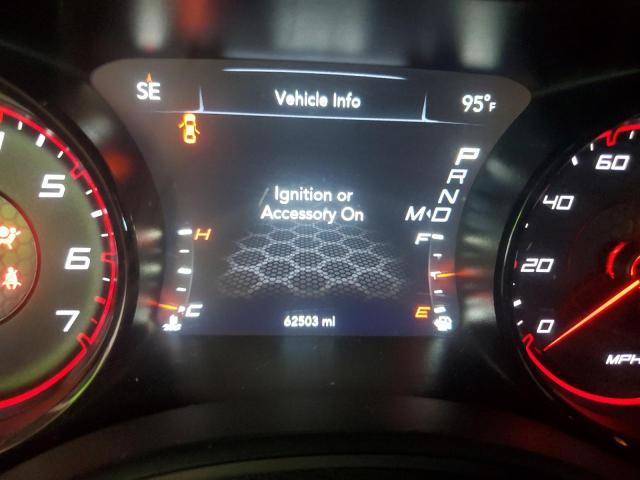 SE
Vehicle Info
95°F
P
R
N
M D
Ignition or
Accessory On
H
C
F
E
62503 mi
5
6
7
60
40
20
0
MPH